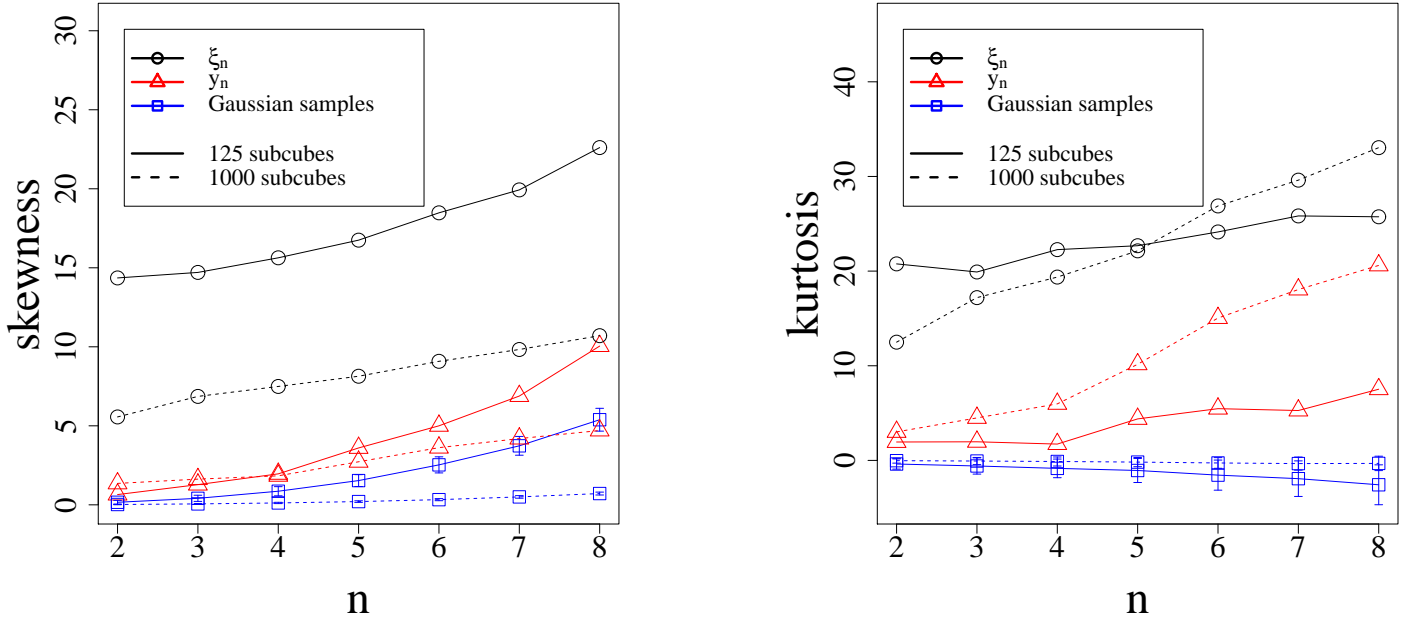 skewness
30
25
20
15
10
5
0
ξn
yn
Gaussian samples
125 subcubes
1000 subcubes
2 3 4 5 6 7 8
n
kurtosis
40
30
20
10
0
ξn
yn
Gaussian samples
125 subcubes
1000 subcubes
2 3 4 5 6 7 8
n